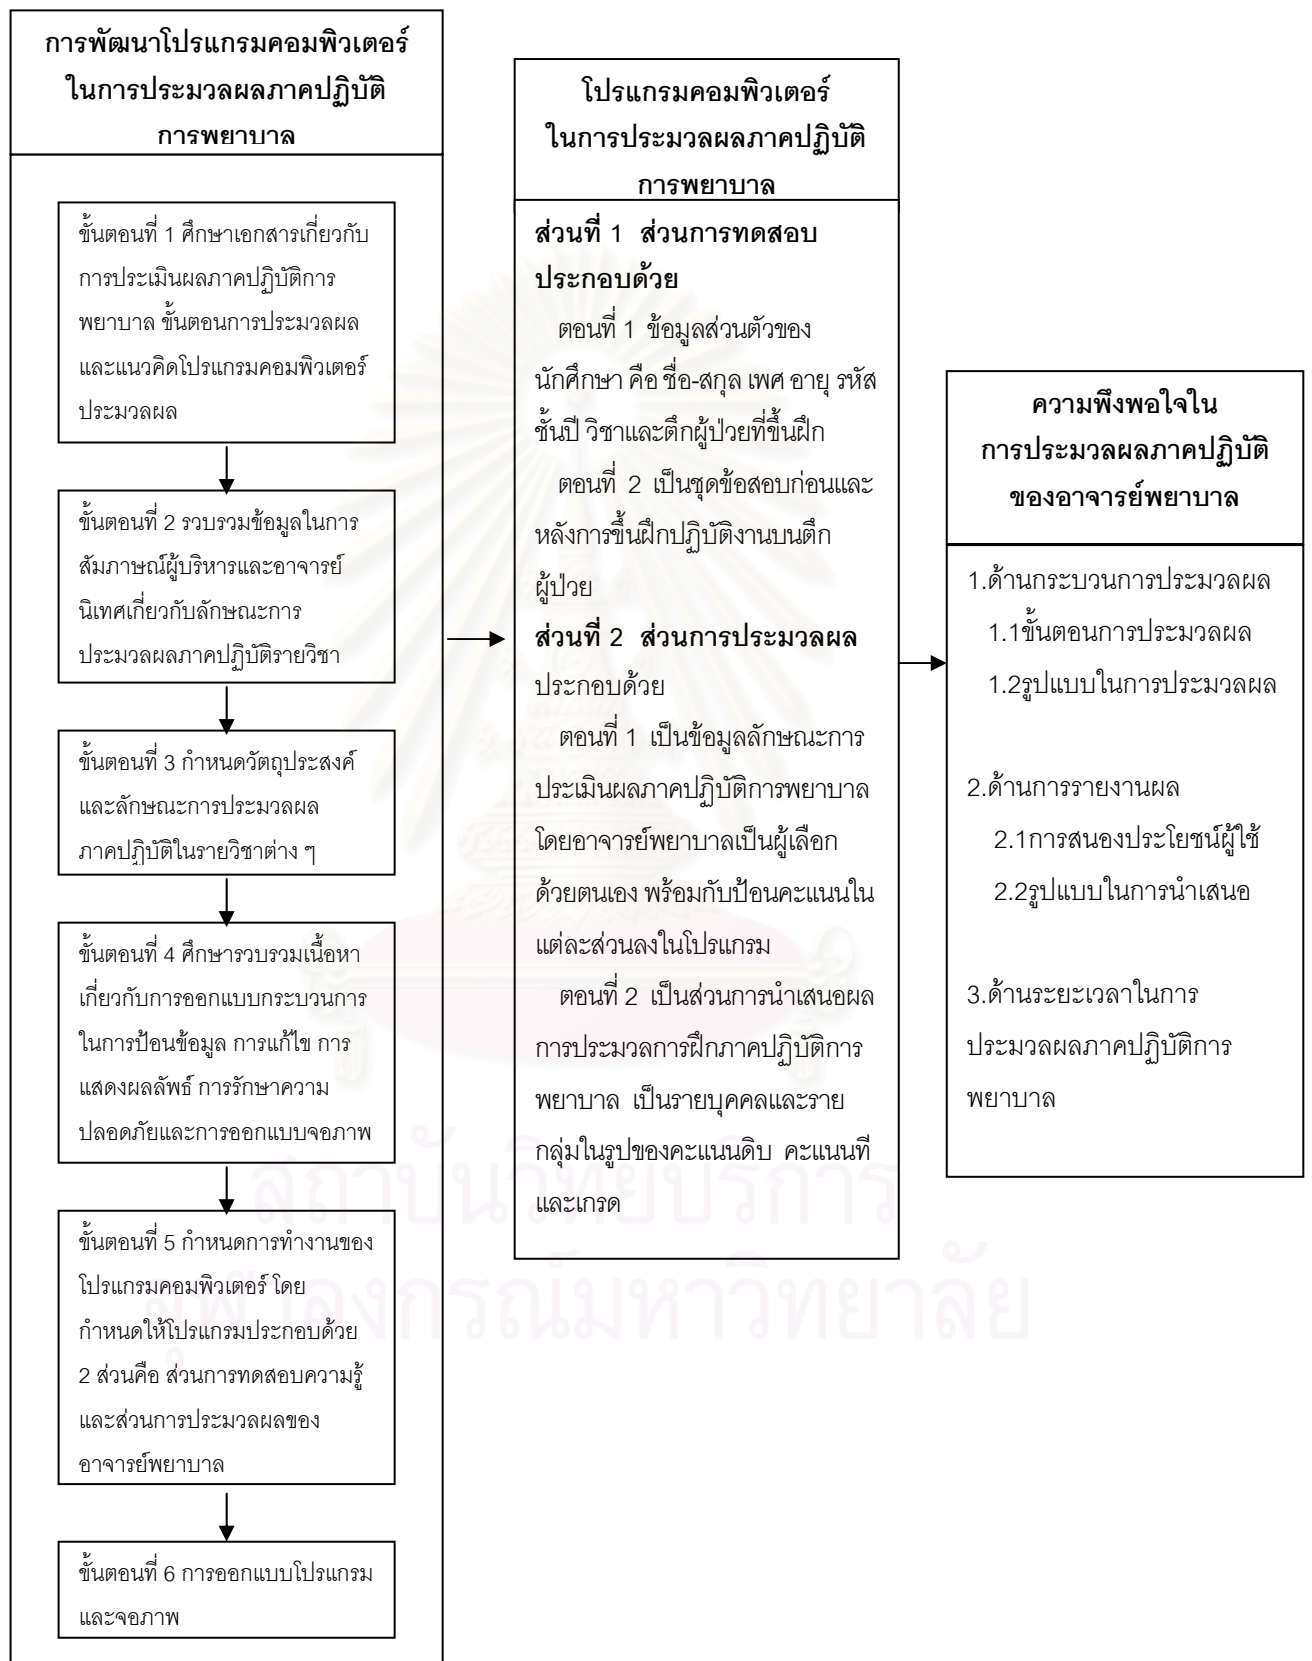 การพัฒนาโปรแกรมคอมพิวเตอร์
ในการประมวลผลภาคปฏิบัติ
การพยาบาล
ขั้นตอนที่ 1 ศึกษาเอกสารเกี่ยวกับ
การประเมินผลภาคปฏิบัติการ
พยาบาล ขั้นตอนการประมวลผล
และแนวคิดโปรแกรมคอมพิวเตอร์
ประมวลผล
ขั้นตอนที่ 2 รวบรวมข้อมูลในการ
สัมภาษณ์ผู้บริหารและอาจารย์
นิเทศเกี่ยวกับลักษณะการ
ประมวลผลภาคปฏิบัติรายวิชา
ขั้นตอนที่ 3 กำหนดวัตถุประสงค์
และลักษณะการประมวลผล
ภาคปฏิบัติในรายวิชาต่าง ๆ
ขั้นตอนที่ 4 ศึกษารวบรวมเนื้อหา
เกี่ยวกับการออกแบบกระบวนการ
ในการป้อนข้อมูล การแก้ไข การ
แสดงผลลัพธ์ การรักษาความ
ปลอดภัยและการออกแบบจอภาพ
ขั้นตอนที่ 5 กำหนดการทำงานของ
โปรแกรมคอมพิวเตอร์ โดย
กำหนดให้โปรแกรมประกอบด้วย
2 ส่วนคือ ส่วนการทดสอบความรู้
และส่วนการประมวลผลของ
อาจารย์พยาบาล
ขั้นตอนที่ 6 การออกแบบโปรแกรม
และจอภาพ
โปรแกรมคอมพิวเตอร์
ในการประมวลผลภาคปฏิบัติ
การพยาบาล
ส่วนที่ 1 ส่วนการทดสอบ
ประกอบด้วย
ตอนที่ 1 ข้อมูลส่วนตัวของ
นักศึกษา คือ ชื่อ-สกุล เพศ อายุ รหัส
ชั้นปี วิชาและตึกผู้ป่วยที่ขึ้นฝึก
ตอนที่ 2 เป็นชุดข้อสอบก่อนและ
หลังการขึ้นฝึกปฏิบัติงานบนตึก
ผู้ป่วย
ส่วนที่ 2 ส่วนการประมวลผล
ประกอบด้วย
ตอนที่ 1 เป็นข้อมูลลักษณะการ
ประเมินผลภาคปฏิบัติการพยาบาล
โดยอาจารย์พยาบาลเป็นผู้เลือก
ด้วยตนเอง พร้อมกับป้อนคะแนนใน
แต่ละส่วนลงในโปรแกรม
ตอนที่ 2 เป็นส่วนการนำเสนอผล
การประมวลการฝึกภาคปฏิบัติการ
พยาบาล เป็นรายบุคคลและราย
กลุ่มในรูปของคะแนนดิบ คะแนนที
และเกรด
ความพึงพอใจใน
การประมวลผลภาคปฏิบัติ
ของอาจารย์พยาบาล
1.ด้านกระบวนการประมวลผล
1.1ขั้นตอนการประมวลผล
1.2รูปแบบในการประมวลผล
2.ด้านการรายงานผล
2.1การสนองประโยชน์ผู้ใช้
2.2รูปแบบในการนำเสนอ
3.ด้านระยะเวลาในการ
ประมวลผลภาคปฏิบัติการ
พยาบาล
สถาบันวิทยบริการ
จุฬาลงกรณ์มหาวิทยาลัย